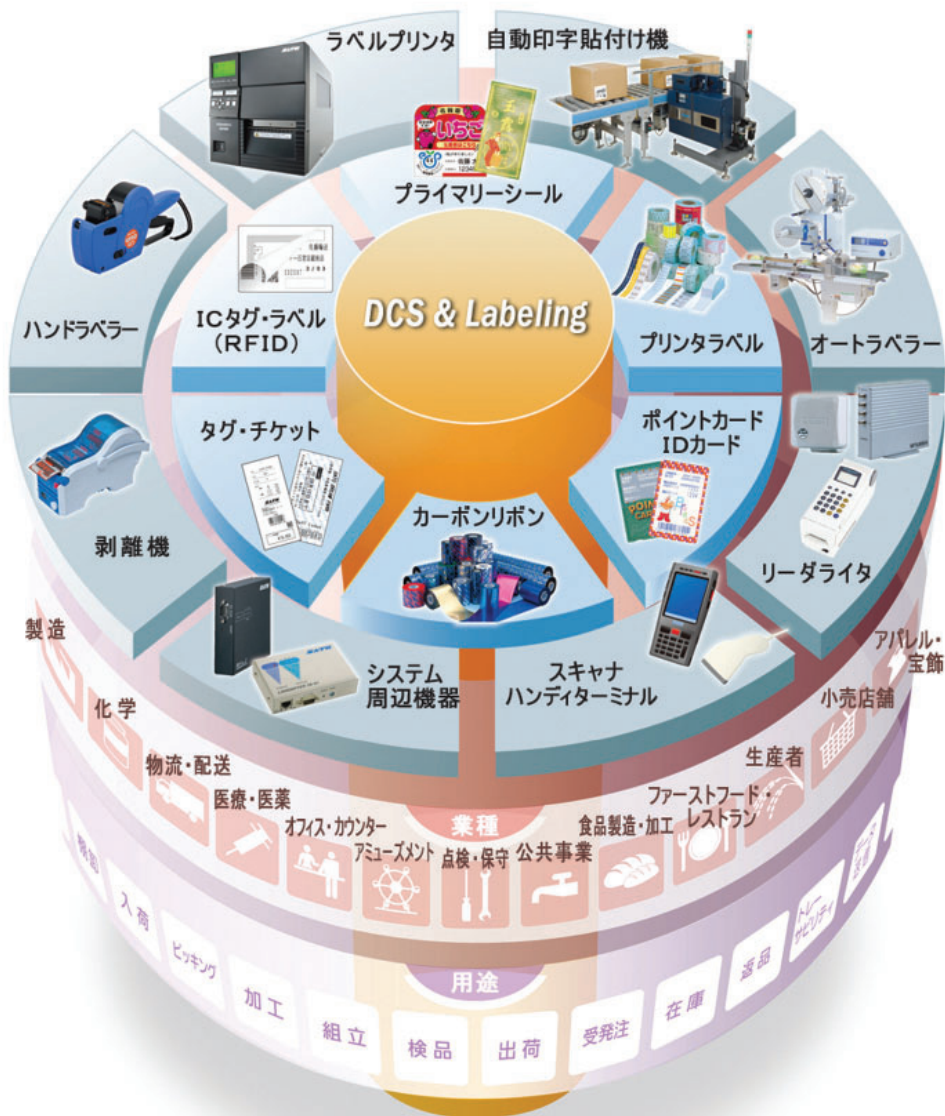 ラベルプリンタ
自動印字貼付け機
いちご
プライマリーシール
ハンドラベラー
ICタグ・ラベル
(RFID)
DCS & Labeling
プリンタラベル
オートラベラー
タグ・チケット
ポイントカード
IDカード
剥離機
カーボンリボン
リーダライタ
システム
周辺機器
スキャナ
ハンディターミナル
製造
化学
物流・配送
医療・医薬
オフィス・カウンター
アミューズメント
業種
点検・保守
公共事業
食品製造・加工
ファーストフード・
レストラン
生産者
小売店舗
アパレル・
宝飾
入荷
ピッキング
加工
組立
検品
用途
出荷
受発注
在庫
返品
トレー
サビリティ